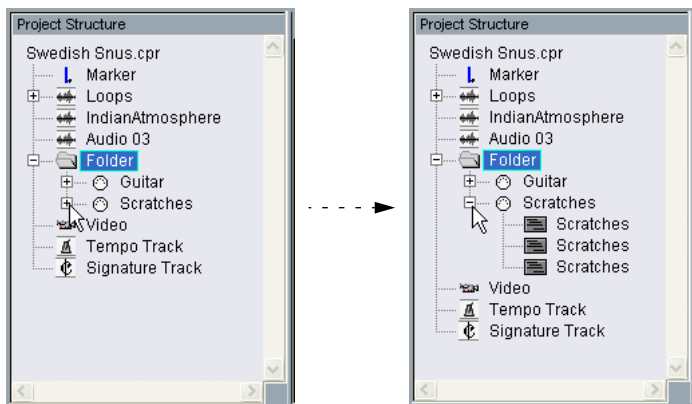 Project Structure
Swedish Snus.cpr
Marker
Loops
IndianAtmosphere
Audio 03
Folder
Guitar
Scratches
Video
Tempo Track
Signature Track
Project Structure
Swedish Snus.cpr
Marker
Loops
IndianAtmosphere
Audio 03
Folder
Guitar
Scratches
Scratches
Scratches
Scratches
Video
Tempo Track
Signature Track